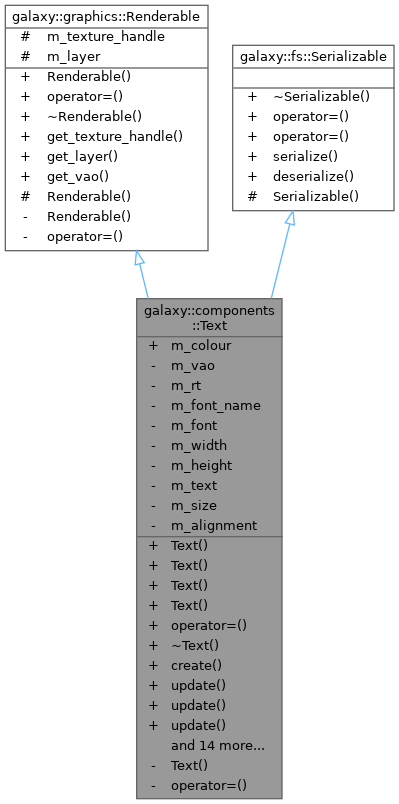 galaxy::graphics::Renderable
# m_texture_handle
# m_layer
+ Renderable()
+ operator=()
+ ~Renderable()
+ get_texture_handle()
+ get_layer()
+ get_vao()
# Renderable()
- Renderable()
- operator=()
galaxy::fs::Serializable
+ ~Serializable()
+ operator=()
+ operator=()
+ serialize()
+ deserialize()
# Serializable()
galaxy::components
::Text
+ m_colour
- m_vao
- m_rt
- m_font_name
- m_font
- m_width
- m_height
- m_text
- m_size
- m_alignment
+ Text()
+ Text()
+ Text()
+ Text()
+ operator=()
+ ~Text()
+ create()
+ update()
+ update()
+ update()
and 14 more...
- Text()
- operator=()